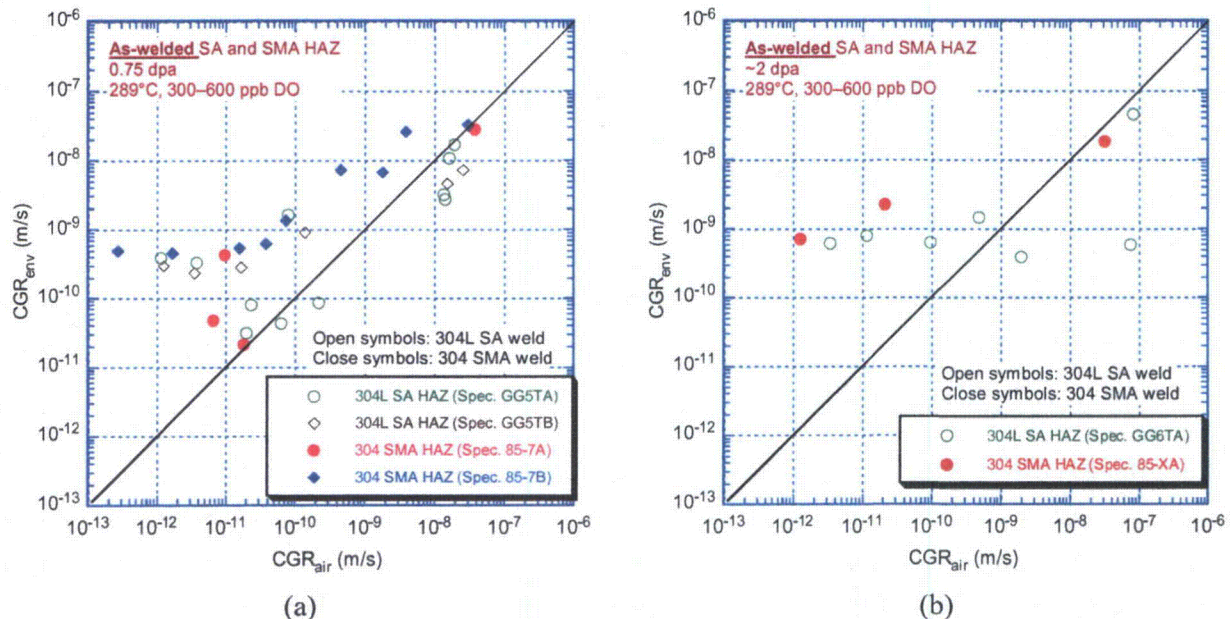 As-welded SA and SMA HAZ
0.75 dpa
289°C, 300–600 ppb DO
10-6
10-7
10-8
10-9
10-10
10-11
10-12
10-13
CGRenv (m/s)
Open symbols: 304L SA weld
Close symbols: 304 SMA weld
304L SA HAZ (Spec. GG5TA)
304L SA HAZ (Spec. GG5TB)
304 SMA HAZ (Spec. 85-7A)
304 SMA HAZ (Spec. 85-7B)
10-13 10-12 10-11 10-10 10-9 10-8 10-7 10-6
CGRair (m/s)
(a)
As-welded SA and SMA HAZ
~2 dpa
289°C, 300–600 ppb DO
10-6
10-7
10-8
10-9
10-10
10-11
10-12
10-13
CGRenv (m/s)
Open symbols: 304L SA weld
Close symbols: 304 SMA weld
304L SA HAZ (Spec. GG6TA)
304 SMA HAZ (Spec. 85-XA)
10-13 10-12 10-11 10-10 10-9 10-8 10-7 10-6
CGRair (m/s)
(b)